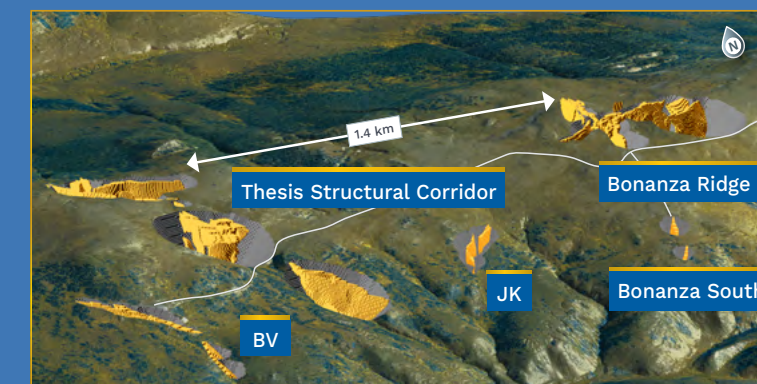 N
1.4 km
Thesis Structural Corridor
Bonanza Ridge
JK
Bonanza South
BV